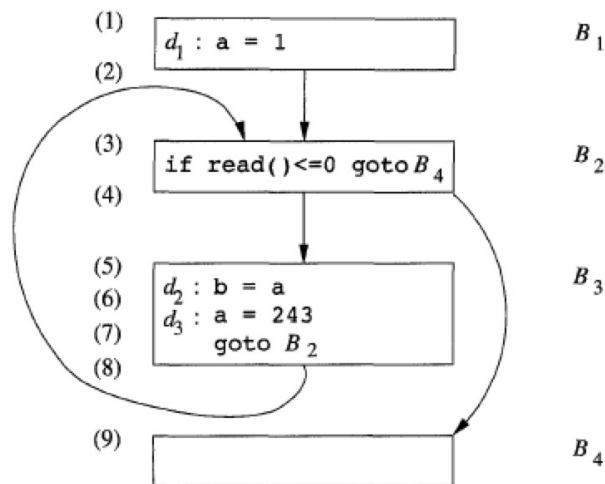 (1)
d1 : a = 1
B1
(2)
(3)
if read()<=0 goto B4
B2
(4)
(5)
d2 : b = a
B3
(6)
d3 : a = 243
(7)
goto B2
(8)
(9)
B4